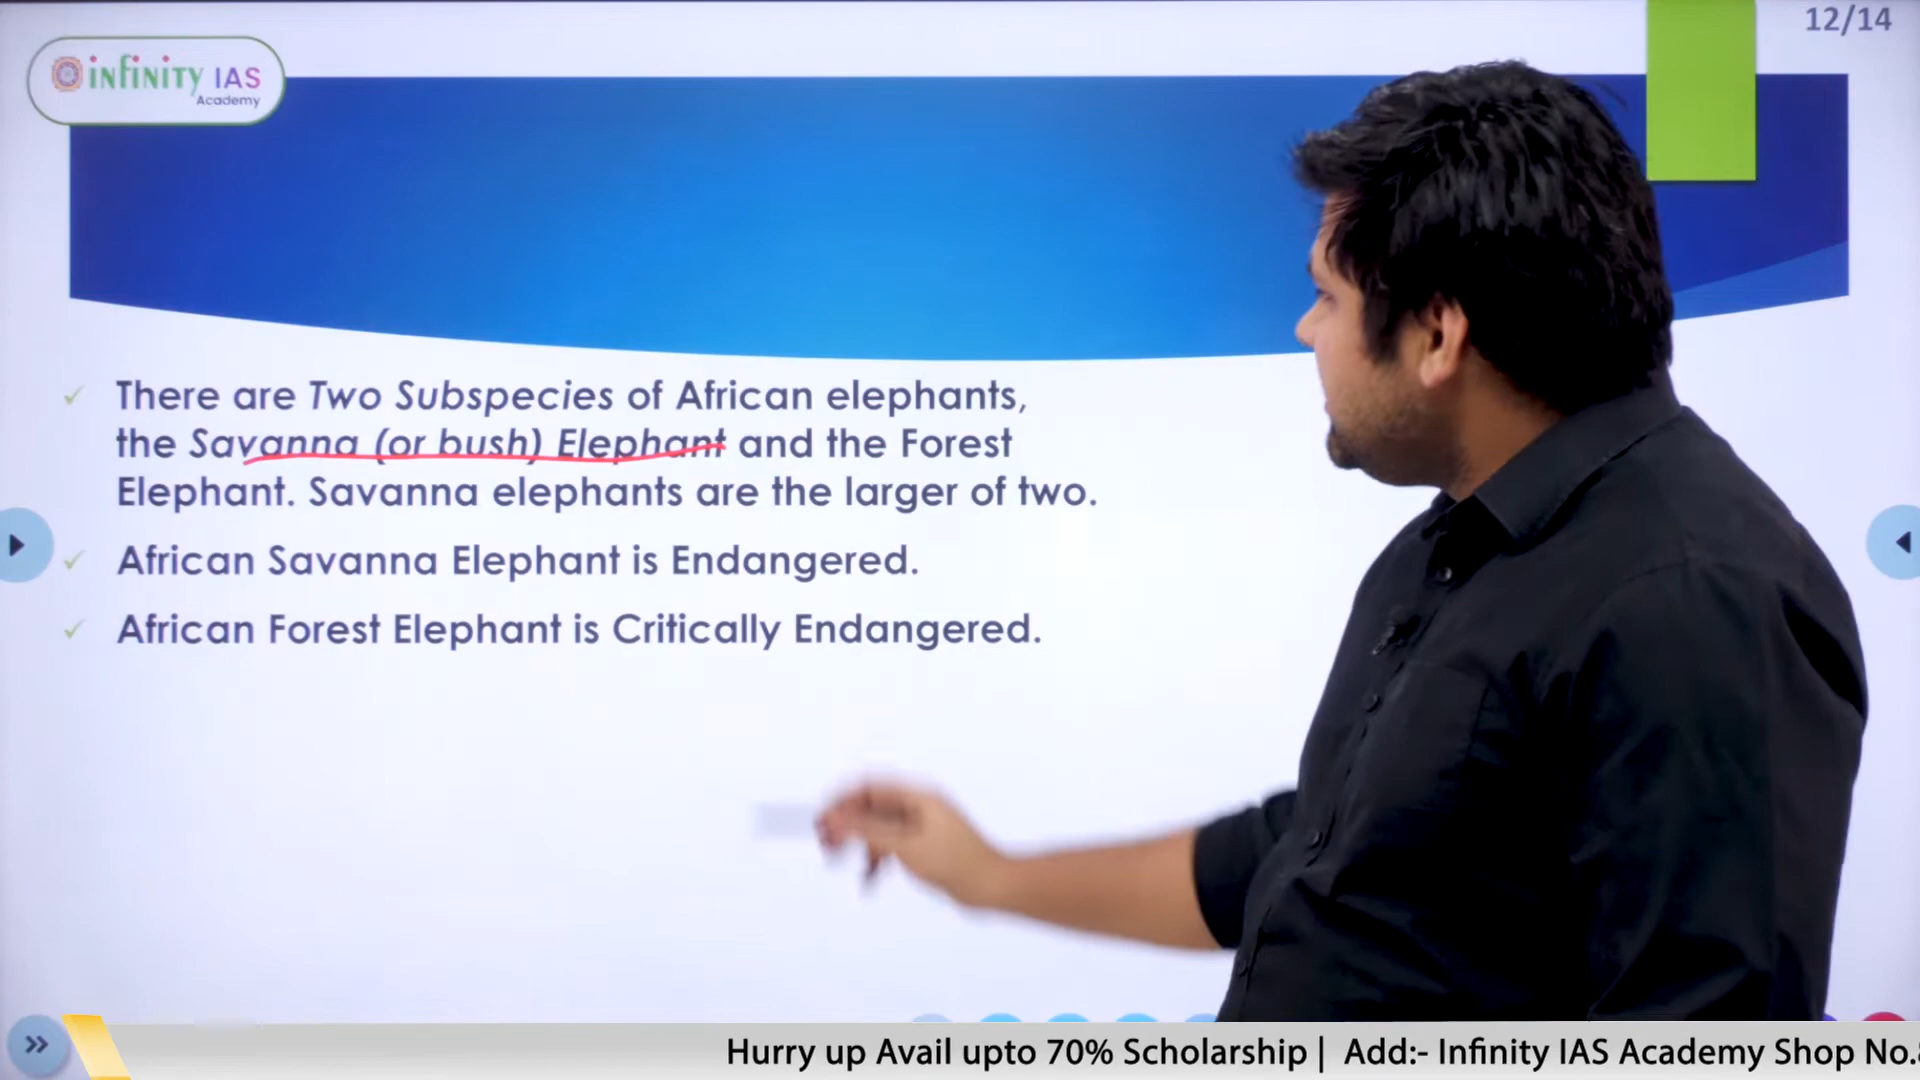 12/14
infinity IAS
Academy
There are Two Subspecies of African elephants,
the Savanna (or bush) Elephant and the Forest
Elephant. Savanna elephants are the larger of two.
African Savanna Elephant is Endangered.
African Forest Elephant is Critically Endangered.
Hurry up Avail upto 70% Scholarship | Add:- Infinity IAS Academy Shop No.